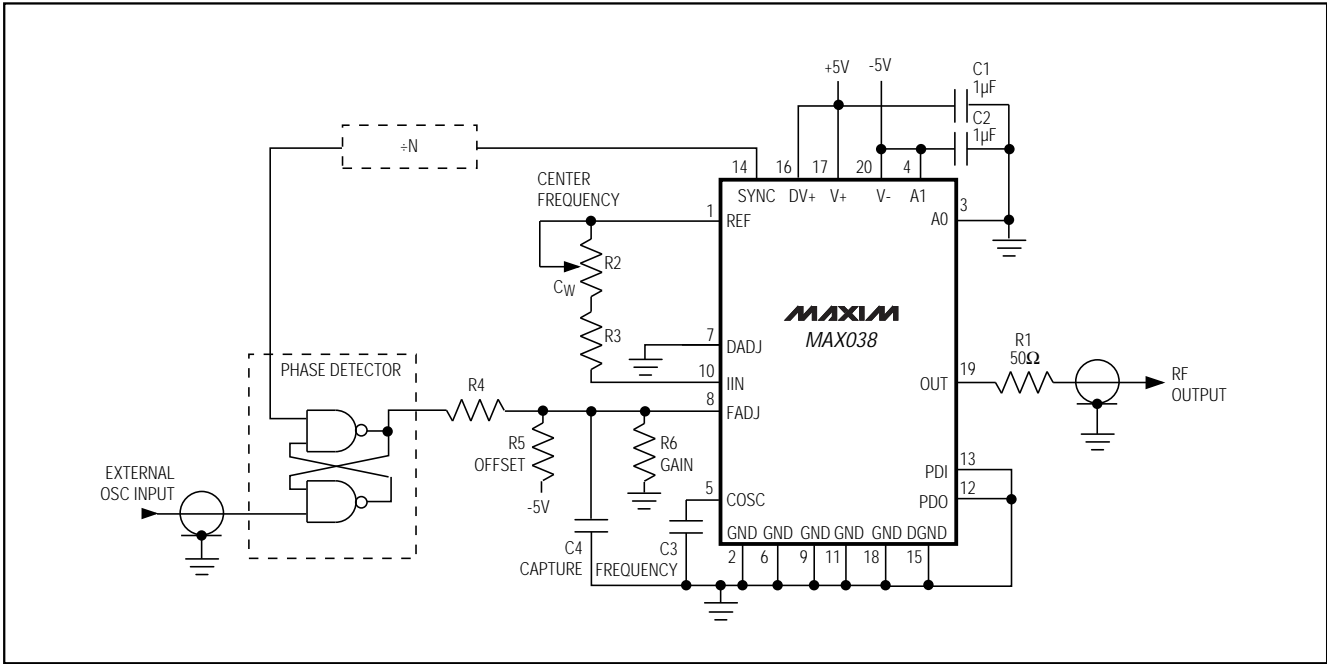 +5V
-5V
C1
1µF
C2
1µF
÷N
14
16
17
20
4
SYNC
DV+
V+
V-
A1
CENTER
FREQUENCY
1
REF
3
A0
R2
CW
R3
MAXIM
MAX038
7
DADJ
10
IIN
8
FADJ
R1
50Ω
19
OUT
RF
OUTPUT
PHASE DETECTOR
R4
R5
OFFSET
-5V
R6
GAIN
EXTERNAL
OSC INPUT
13
PDI
12
PDO
5
COSC
C4
CAPTURE
C3
FREQUENCY
GND
GND
GND
GND
GND
DGND
2
6
9
11
18
15